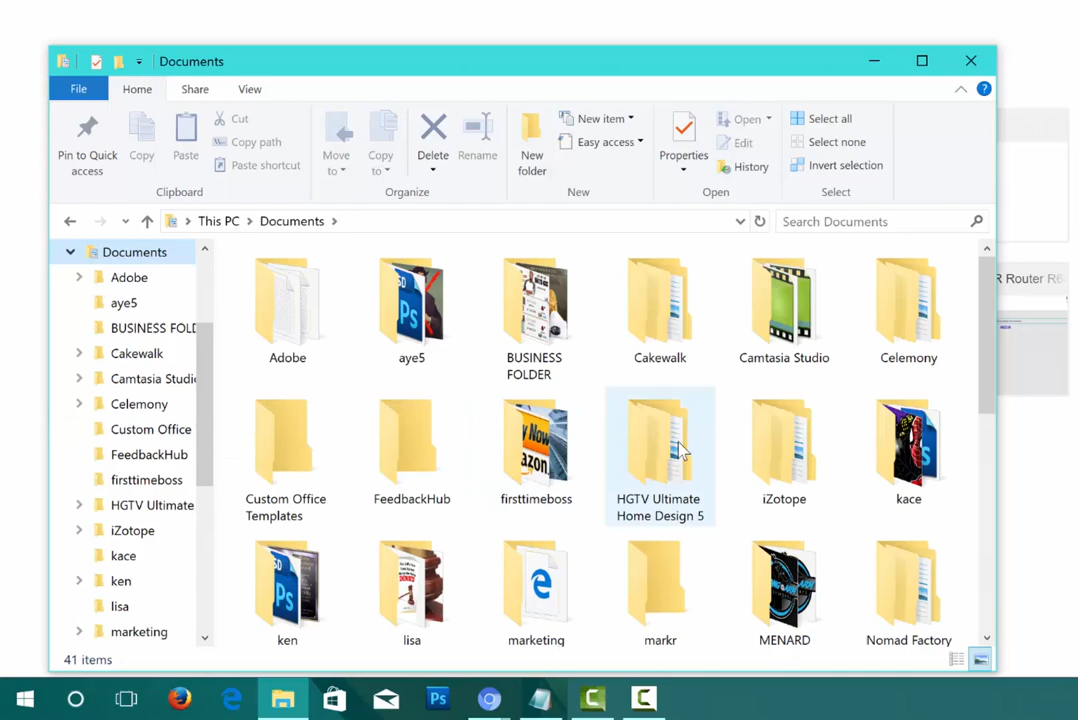 Documents
File
Home
Share
View
Pin to Quick
access
Copy
Paste
Cut
Copy path
Paste shortcut
Clipboard
Move
to
Copy
to
Delete
Rename
Organize
New
folder
New item
Easy access
New
Properties
Open
Edit
History
Open
Select all
Select none
Invert selection
Select
This PC
Documents
Search Documents
R Router R6
Documents
Adobe
aye5
BUSINESS FOLD
Cakewalk
Camtasia Studi
Celemony
Custom Office
FeedbackHub
firsttimeboss
HGTV Ultimate
iZotope
kace
ken
lisa
marketing
Adobe
aye5
BUSINESS
FOLDER
Cakewalk
Camtasia Studio
Celemony
Custom Office
Templates
FeedbackHub
firsttimeboss
HGTV Ultimate
Home Design 5
iZotope
kace
ken
lisa
marketing
markr
MENARD
Nomad Factory
41 items
Ps